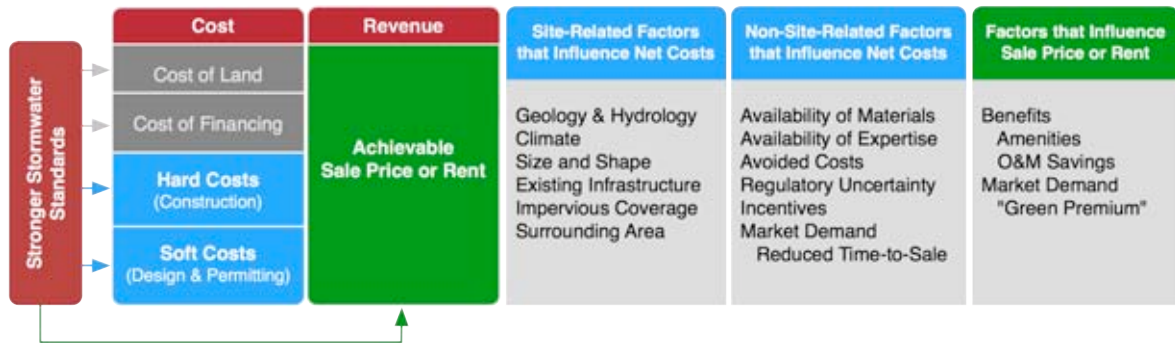 Stronger Stormwater
Standards
Cost
Cost of Land
Cost of Financing
Hard Costs
(Construction)
Soft Costs
(Design & Permitting)
Revenue
Achievable
Sale Price or Rent
Site-Related Factors
that Influence Net Costs
Geology & Hydrology
Climate
Size and Shape
Existing Infrastructure
Impervious Coverage
Surrounding Area
Non-Site-Related Factors
that Influence Net Costs
Availability of Materials
Availability of Expertise
Avoided Costs
Regulatory Uncertainty
Incentives
Market Demand
Reduced Time-to-Sale
Factors that Influence
Sale Price or Rent
Benefits
Amenities
O&M Savings
Market Demand
"Green Premium"